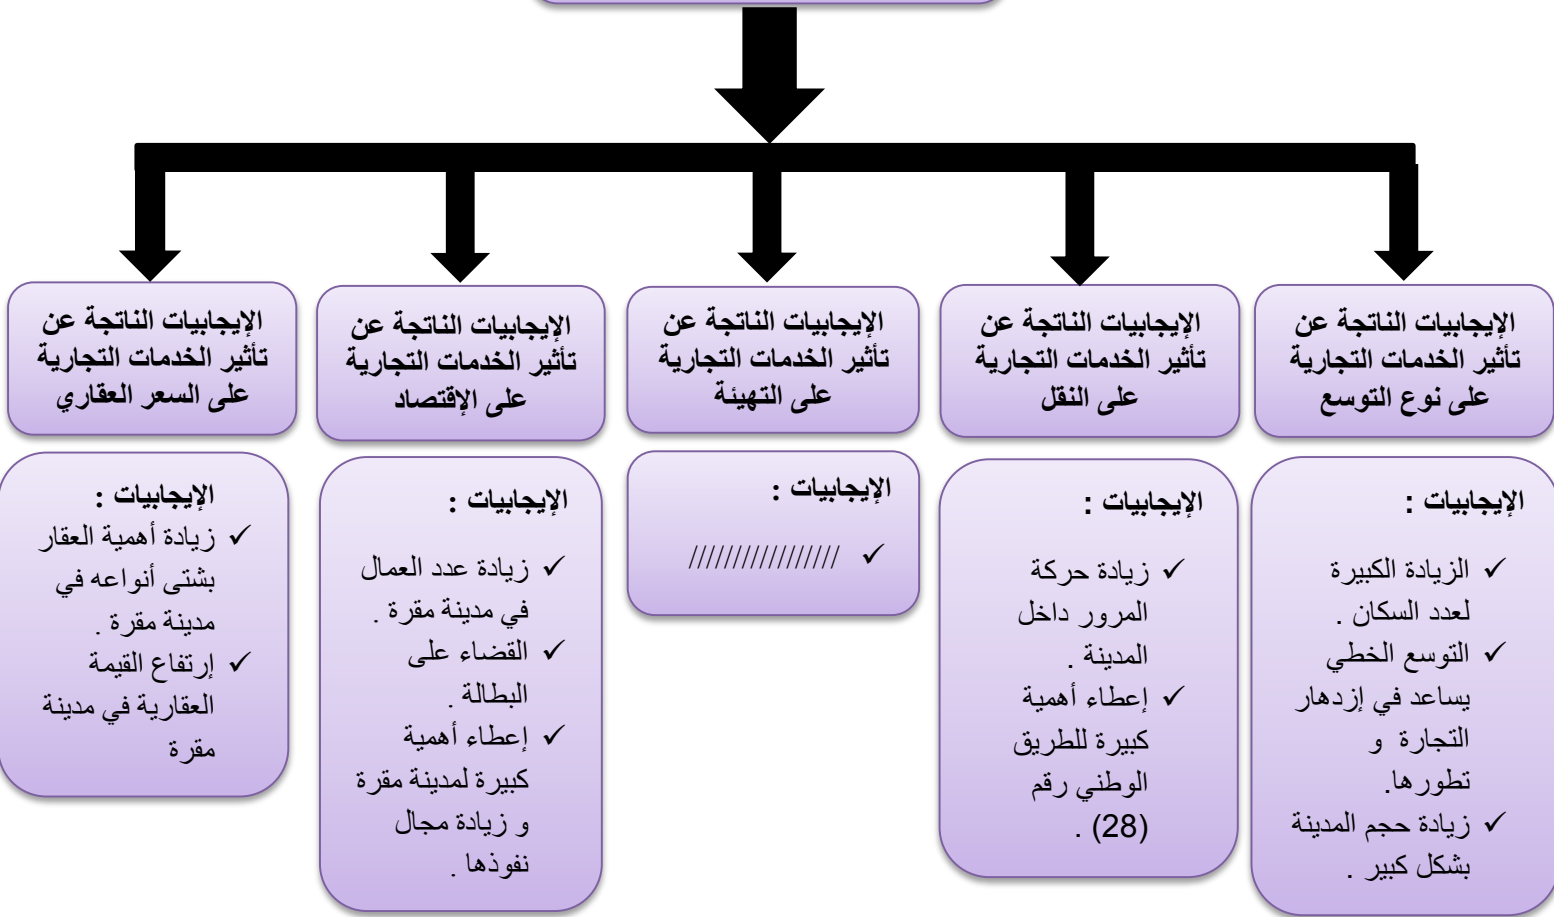 الإيجابيات الناتجة عن
تأثير الخدمات التجارية
على نوع التوسع
الإيجابيات الناتجة عن
تأثير الخدمات التجارية
على النقل
الإيجابيات الناتجة عن
تأثير الخدمات التجارية
على التهيئة
الإيجابيات الناتجة عن
تأثير الخدمات التجارية
على الإقتصاد
الإيجابيات الناتجة عن
تأثير الخدمات التجارية
على السعر العقاري
الإيجابيات :
✓ الزيادة الكبيرة
لعدد السكان .
✓ التوسع الخطي
يساعد في إزدهار
التجارة و
تطورها.
✓ زيادة حجم المدينة
بشكل كبير .
الإيجابيات :
✓ زيادة حركة
المرور داخل
المدينة .
✓ إعطاء أهمية
كبيرة للطريق
الوطني رقم
(28) .
الإيجابيات :
✓ /////////////////
الإيجابيات :
✓ زيادة عدد العمال
في مدينة مقرة .
✓ القضاء على
البطالة .
✓ إعطاء أهمية
كبيرة لمدينة مقرة
و زيادة مجال
نفوذها .
الإيجابيات :
✓ زيادة أهمية العقار
بشتى أنواعه في
مدينة مقرة .
✓ إرتفاع القيمة
العقارية في مدينة
مقرة